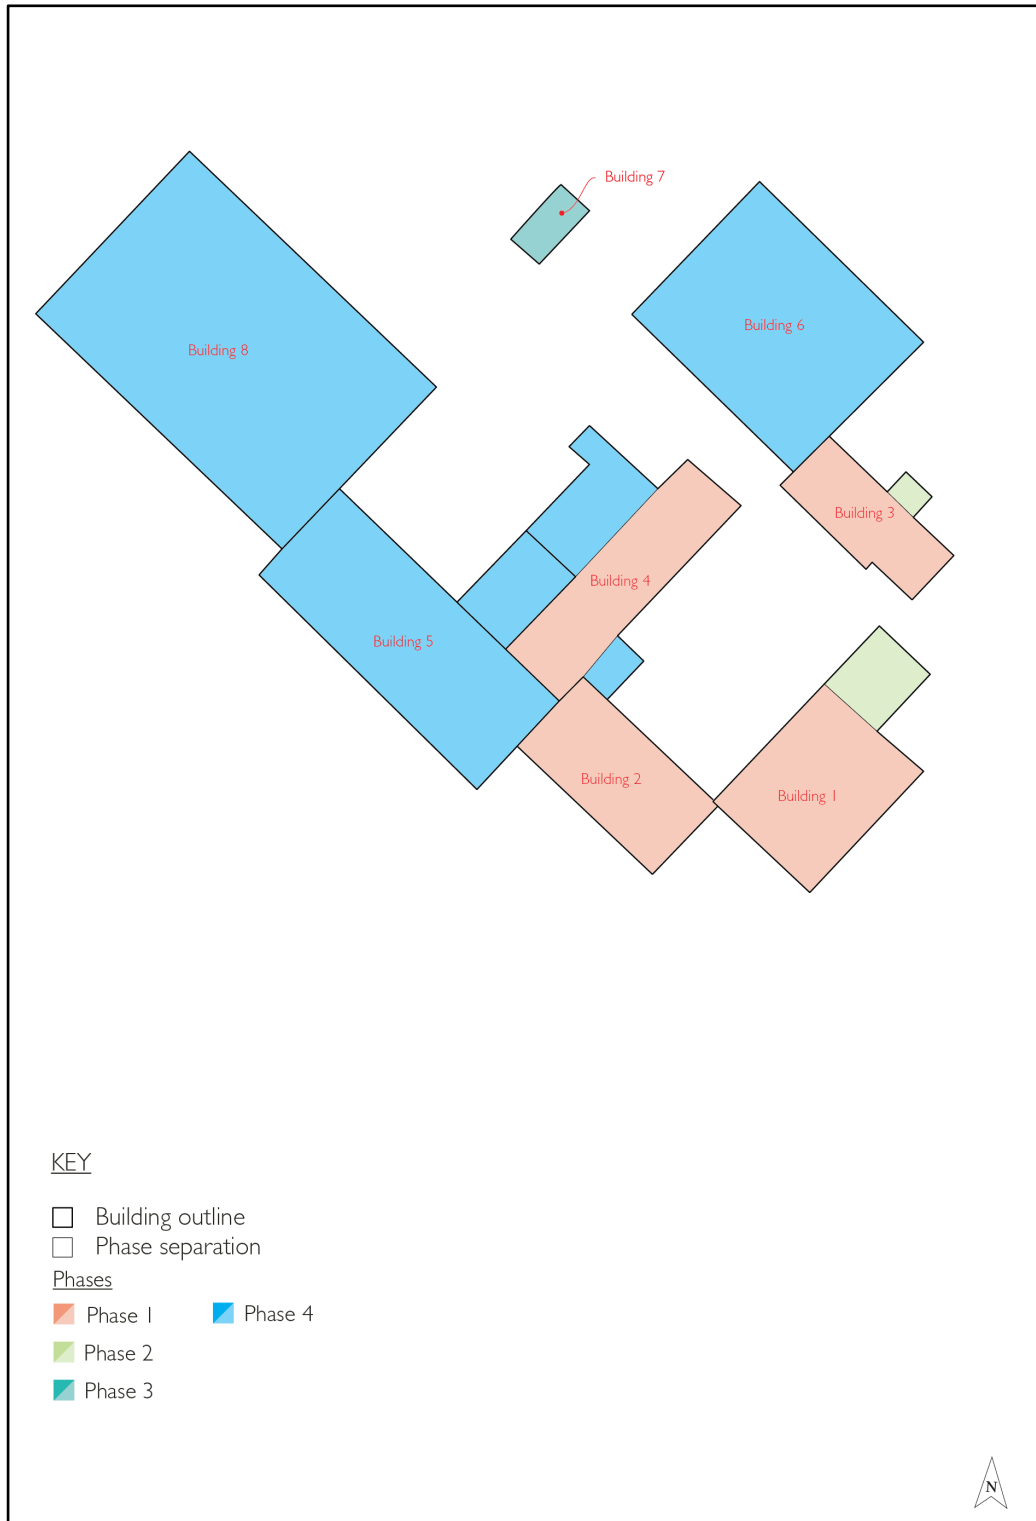 Building 7
Building 6
Building 8
Building 3
Building 4
Building 5
Building 2
Building 1
KEY
Building outline
Phase separation
Phases
Phase 1
Phase 4
Phase 2
Phase 3
N